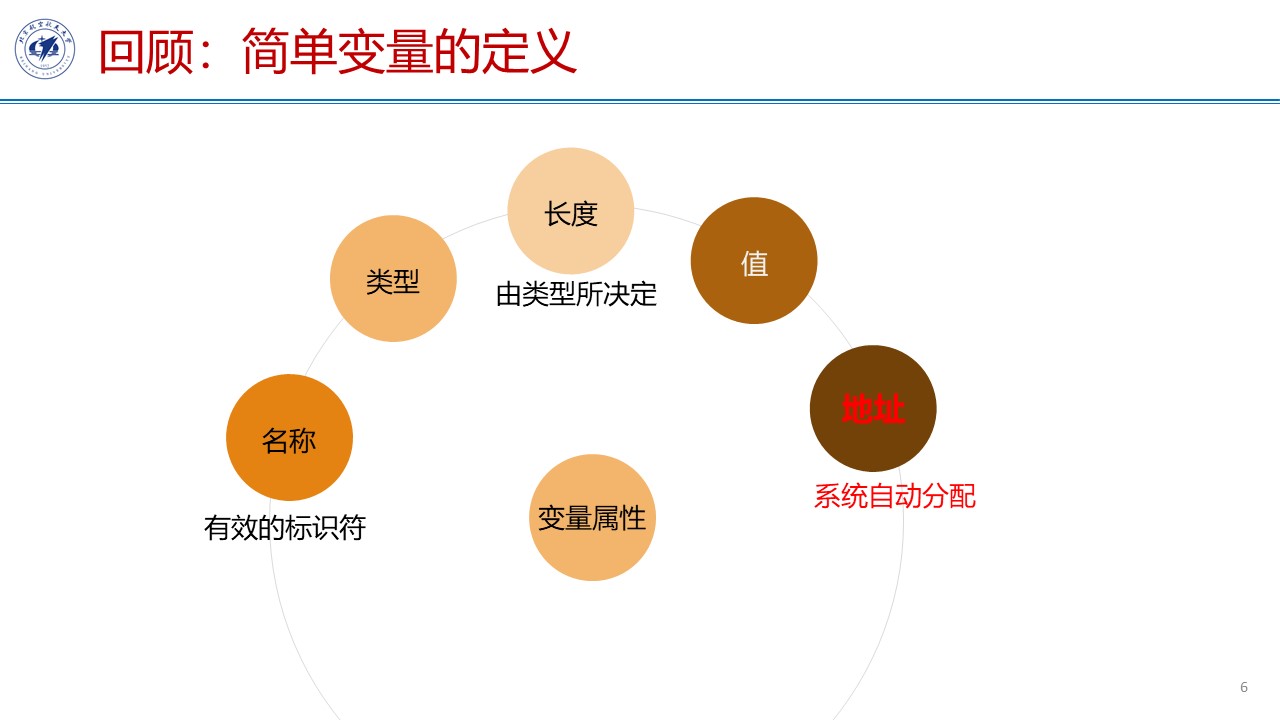 回顾：简单变量的定义
长度
值
类型
由类型所决定
地址
名称
系统自动分配
变量属性
有效的标识符
6